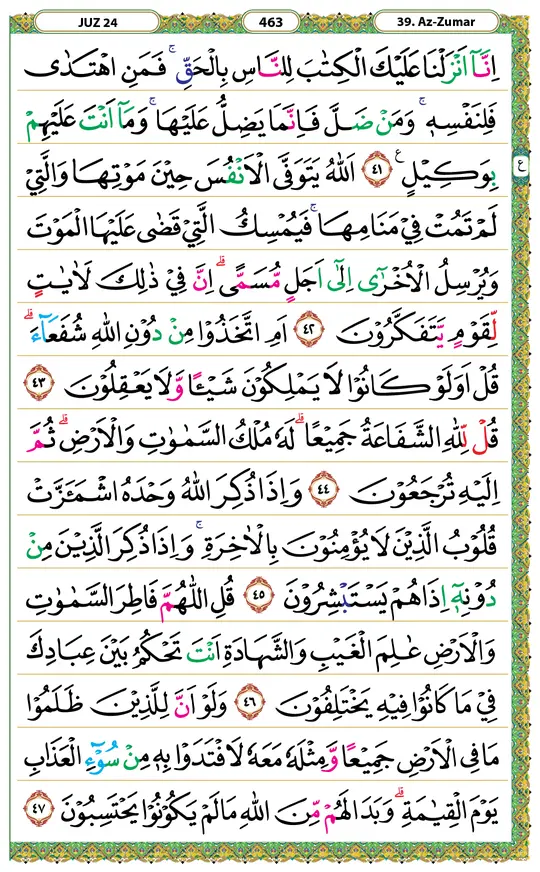 JUZ 24
463
39. Az-Zumar
اِنَّآ اَنْزَلْنَا عَلَيْكَ الْكِتٰبَ لِلنَّاسِ بِالْحَقِّ ۚ فَمَنِ اهْتَدٰى
فَلِنَفْسِهٖ ۚ وَمَنْ ضَلَّ فَاِنَّمَا يَضِلُّ عَلَيْهَا ۚ وَمَآ اَنْتَ عَلَيْهِمْ
بِوَكِيْلٍ ࣖ ٤١ اَللّٰهُ يَتَوَفَّى الْاَنْفُسَ حِيْنَ مَوْتِهَا وَالَّتِيْ
لَمْ تَمُتْ فِيْ مَنَامِهَا ۚ فَيُمْسِكُ الَّتِيْ قَضٰى عَلَيْهَا الْمَوْتَ
وَيُرْسِلُ الْاُخْرٰٓى اِلٰٓى اَجَلٍ مُّسَمًّىۗ اِنَّ فِيْ ذٰلِكَ لَاٰيٰتٍ
لِّقَوْمٍ يَّتَفَكَّرُوْنَ ٤٢ اَمِ اتَّخَذُوْا مِنْ دُوْنِ اللّٰهِ شُفَعَاۤءَۗ
قُلْ اَوَلَوْ كَانُوْا لَا يَمْلِكُوْنَ شَيْـًٔا وَّلَا يَعْقِلُوْنَ ٤٣
قُلْ لِّلّٰهِ الشَّفَاعَةُ جَمِيْعًاۗ لَهٗ مُلْكُ السَّمٰوٰتِ وَالْاَرْضِۗ ثُمَّ
اِلَيْهِ تُرْجَعُوْنَ ٤٤ وَاِذَا ذُكِرَ اللّٰهُ وَحْدَهُ اشْمَـَٔزَّتْ
قُلُوْبُ الَّذِيْنَ لَا يُؤْمِنُوْنَ بِالْاٰخِرَةِۚ وَاِذَا ذُكِرَ الَّذِيْنَ مِنْ
دُوْنِهٖٓ اِذَا هُمْ يَسْتَبْشِرُوْنَ ٤٥ قُلِ اللّٰهُمَّ فَاطِرَ السَّمٰوٰتِ
وَالْاَرْضِ عٰلِمَ الْغَيْبِ وَالشَّهَادَةِ اَنْتَ تَحْكُمُ بَيْنَ عِبَادِكَ
فِيْ مَا كَانُوْا فِيْهِ يَخْتَلِفُوْنَ ٤٦ وَلَوْ اَنَّ لِلَّذِيْنَ ظَلَمُوْا
مَا فِى الْاَرْضِ جَمِيْعًا وَّمِثْلَهٗ مَعَهٗ لَافْتَدَوْا بِهٖ مِنْ سُوْۤءِ الْعَذَابِ
يَوْمَ الْقِيٰمَةِۗ وَبَدَا لَهُمْ مِّنَ اللّٰهِ مَا لَمْ يَكُوْنُوْا يَحْتَسِبُوْنَ ٤٧
ع